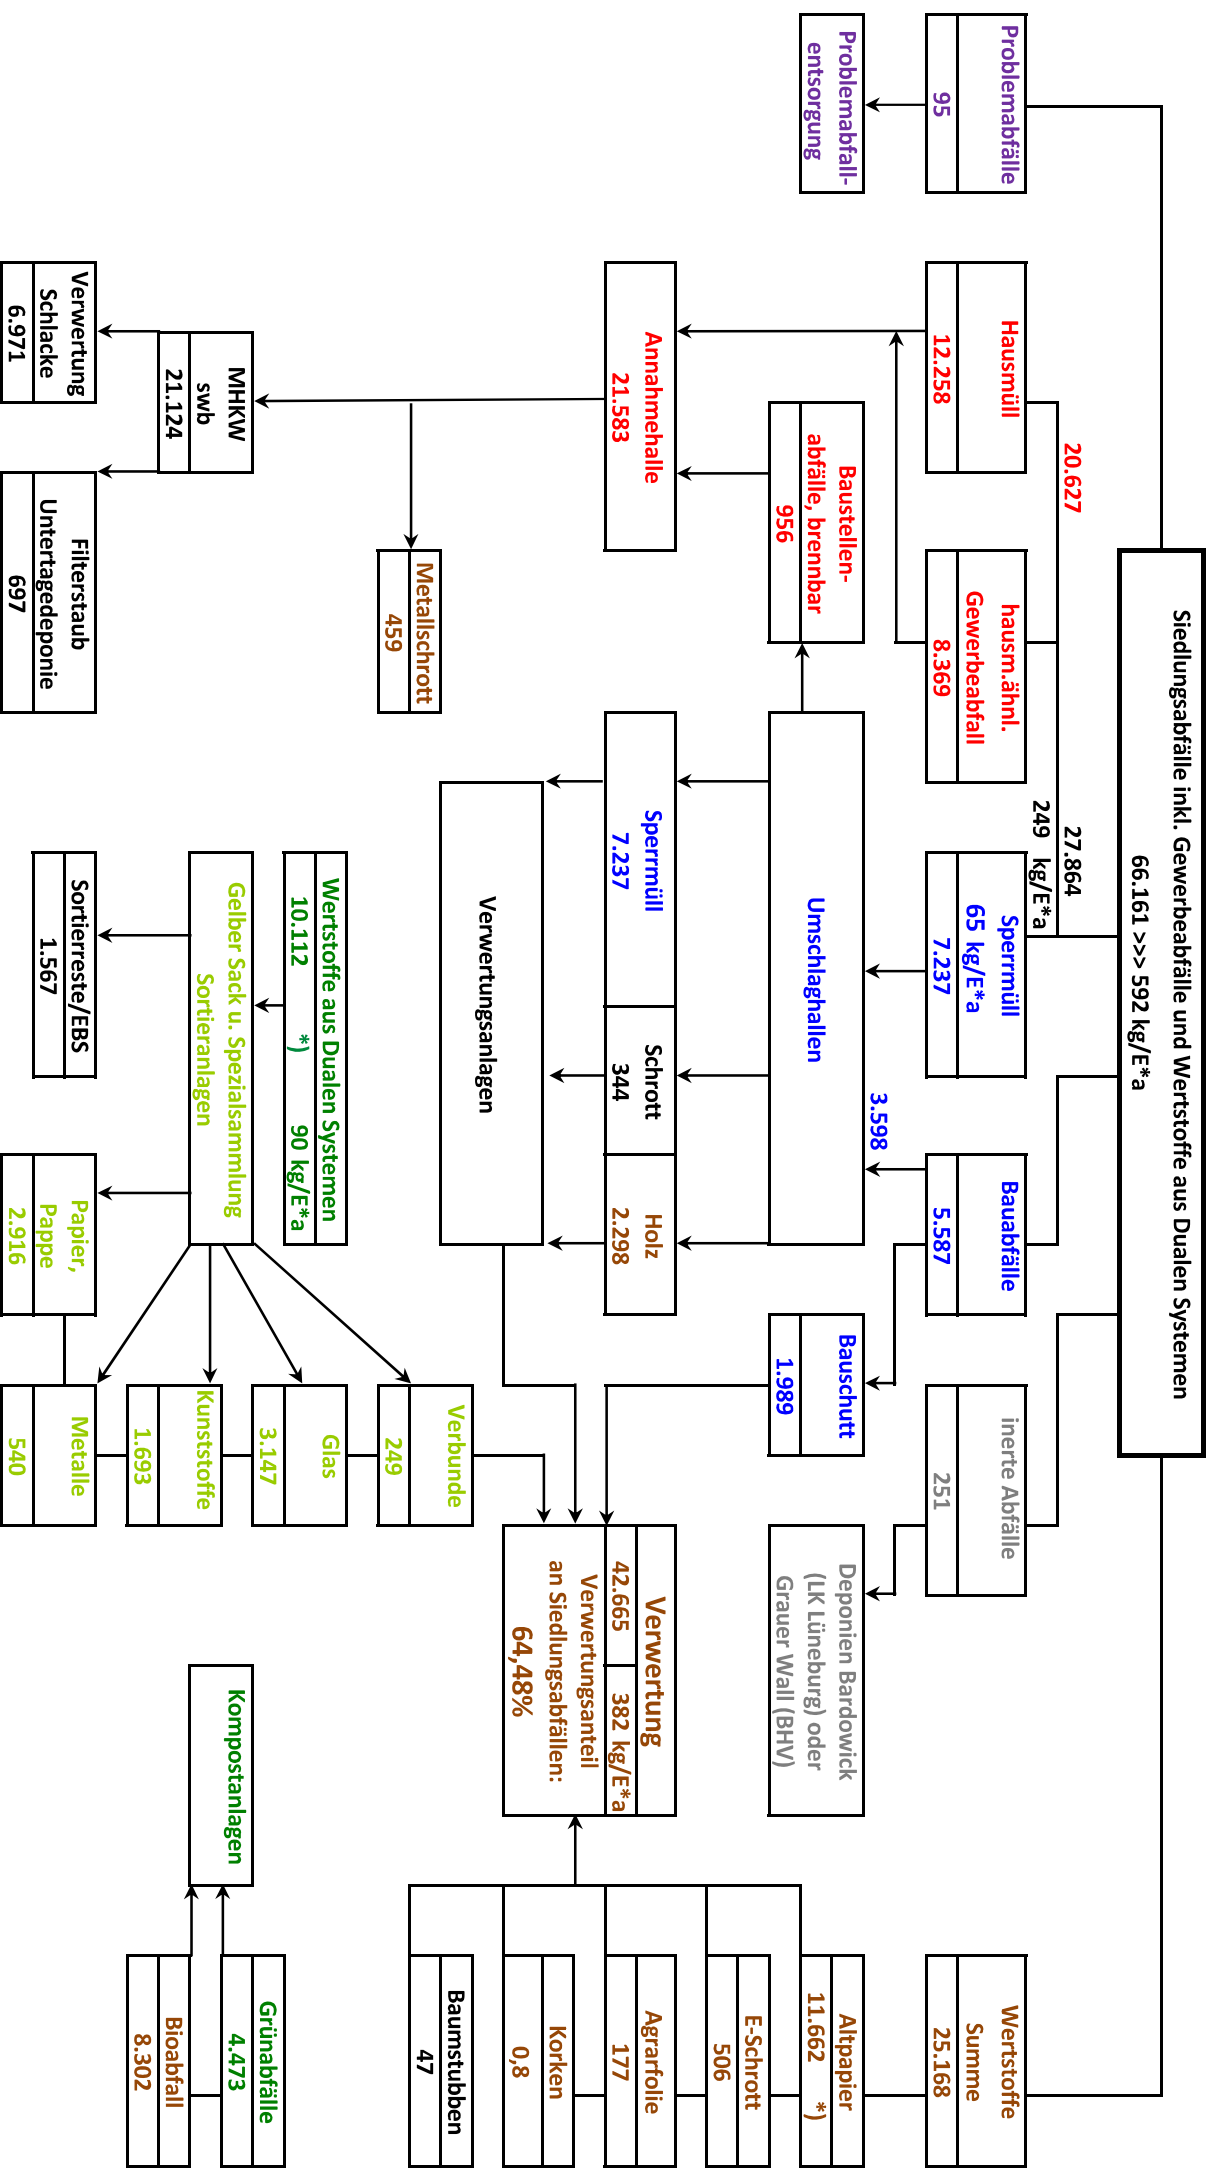 Siedlungsabfälle inkl. Gewerbeabfälle und Wertstoffe aus Dualen Systemen
66.161 >>> 592 kg/E*a
20.627
27.864
249 kg/E*a
Problemabfälle
95
Hausmüll
12.258
hausm.ähnl.
Gewerbeabfall
8.369
Sperrmüll
65 kg/E*a
7.237
Bauabfälle
5.587
inerte Abfälle
251
Wertstoffe
Summe
25.168
3.598
Problemabfall-
entsorgung
Baustellen-
abfälle, brennbar
956
Umschlaghallen
Bauschutt
1.989
Deponien Bardowick
(LK Lüneburg) oder
Grauer Wall (BHV)
Altpapier
11.662 *)
E-Schrott
506
Annahmehalle
21.583
Sperrmüll
7.237
Schrott
344
Holz
2.298
Verwertung
42.665
382 kg/E*a
Verwertungsanteil
an Siedlungsabfällen:
64,48%
Agrarfolie
177
Korken
0,8
Verwertungsanlagen
Metallschrott
459
Verbunde
249
Baumstubben
47
Wertstoffe aus Dualen Systemen
10.112 *) 90 kg/E*a
Glas
3.147
Grünabfälle
4.473
MHKW
swb
21.124
Gelber Sack u. Spezialsammlung
Sortieranlagen
Kunststoffe
1.693
Kompostanlagen
Bioabfall
8.302
Verwertung
Schlacke
6.971
Filterstaub
Untertagedeponie
697
Sortierreste/EBS
1.567
Papier,
Pappe
2.916
Metalle
540